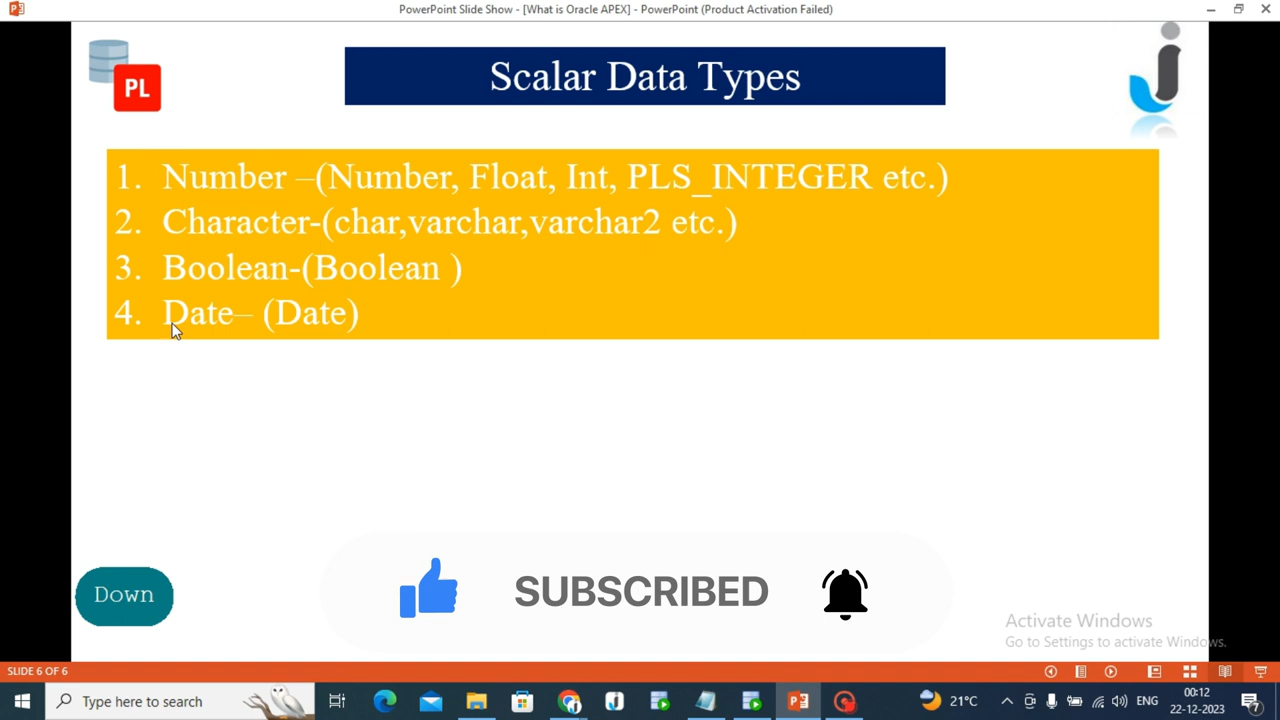 PowerPoint Slide Show - [What is Oracle APEX] - PowerPoint (Product Activation Failed)
PL
Scalar Data Types
1. Number –(Number, Float, Int, PLS_INTEGER etc.)
2. Character-(char,varchar,varchar2 etc.)
3. Boolean-(Boolean )
4. Date– (Date)
Down
SUBSCRIBED
Activate Windows
Go to Settings to activate Windows.
SLIDE 6 OF 6
Type here to search
21°C
ENG
00:12
22-12-2023
7